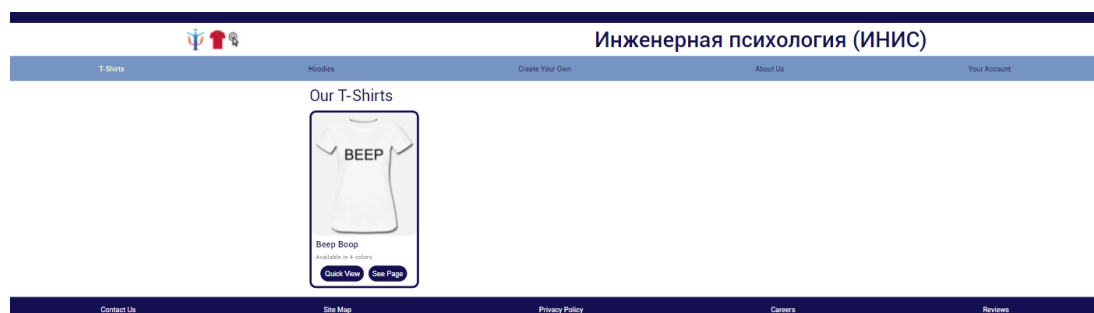 Инженерная психология (ИНИС)
T-Shirts Hoodies Create Your Own About Us Your Account
Our T-Shirts
BEEP
Beep Boop
Available in 4 colors
Quick View See Page
Contact Us Site Map Privacy Policy Careers Reviews